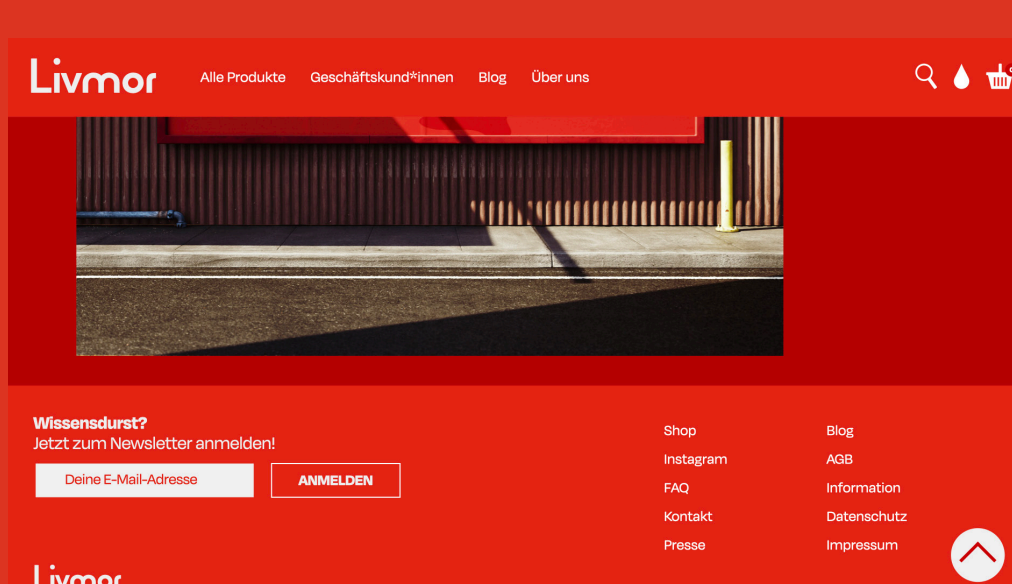 Livmor
Alle Produkte
Geschäftskund*innen
Blog
Über uns
Wissensdurst?
Jetzt zum Newsletter anmelden!
Deine E-Mail-Adresse
ANMELDEN
Shop
Instagram
FAQ
Kontakt
Presse
Blog
AGB
Information
Datenschutz
Impressum
Livmor